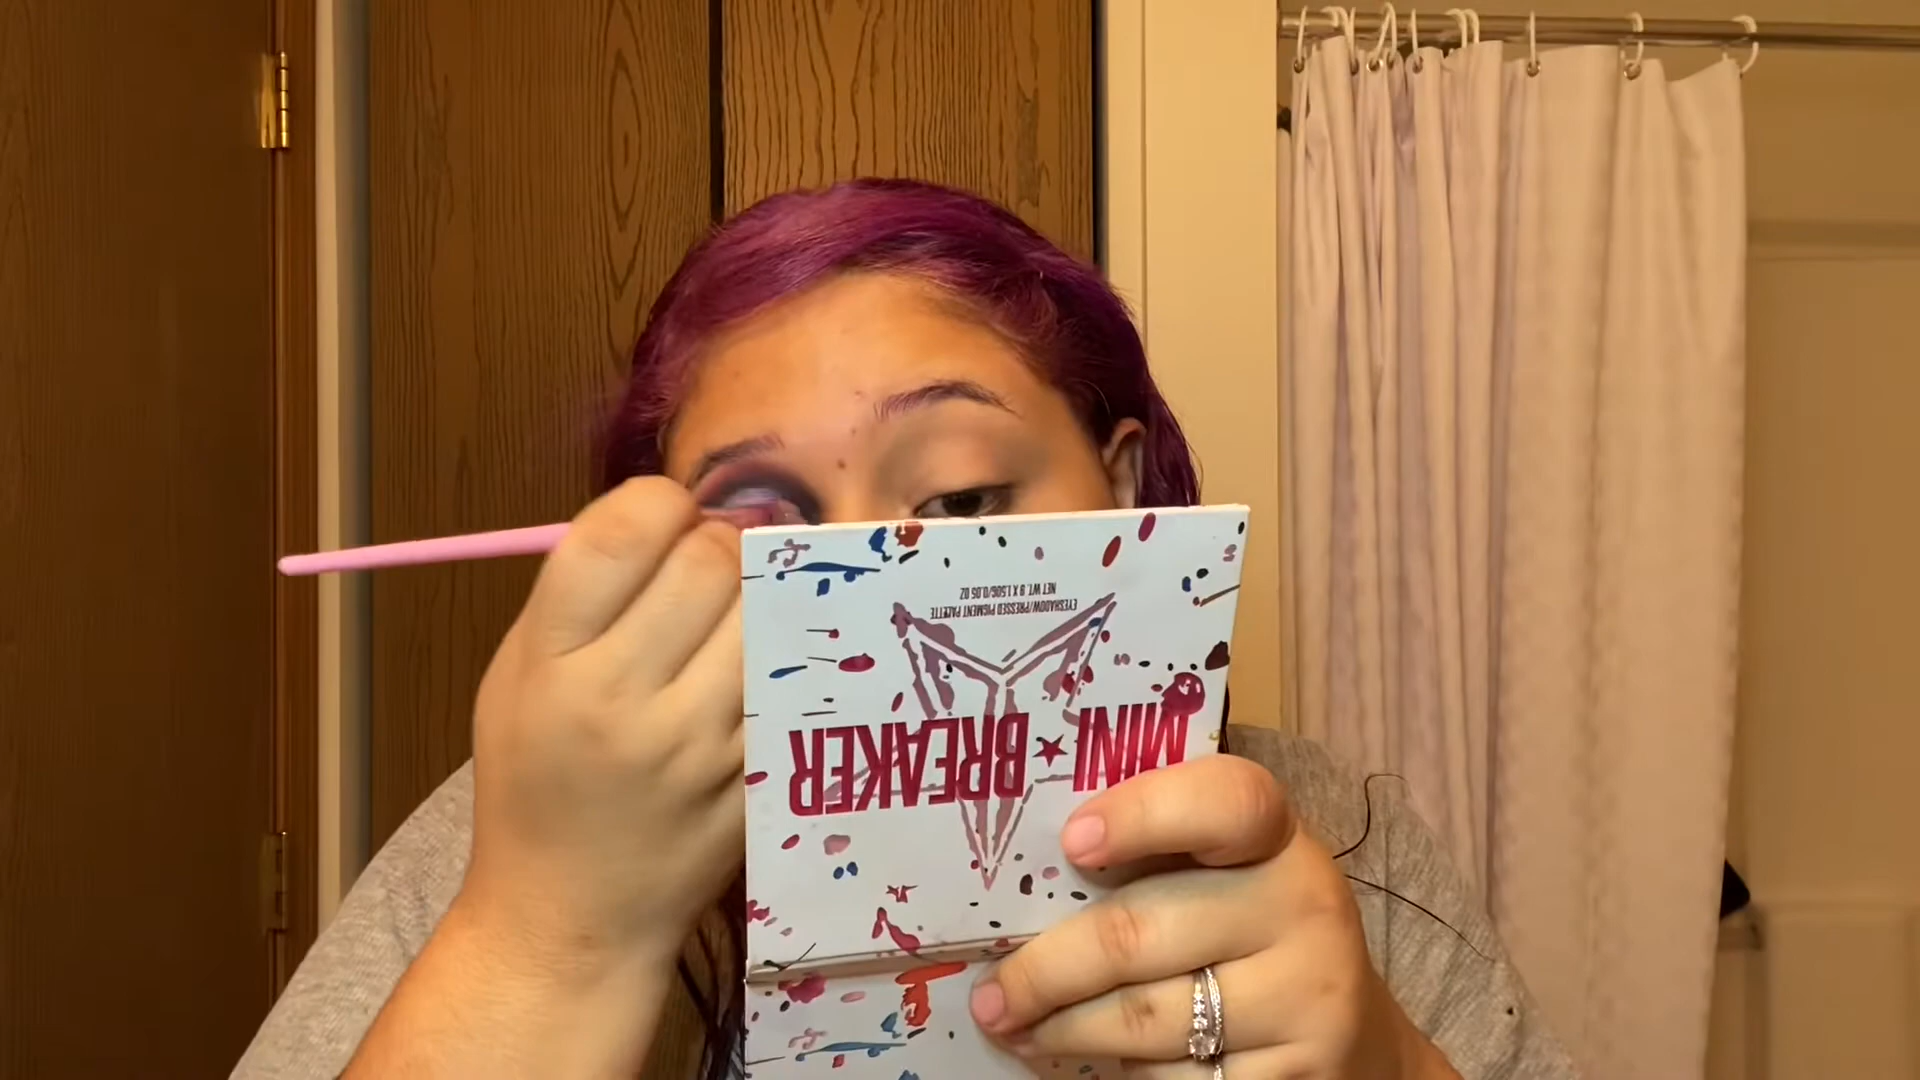 MINI ★ BREAKER
EYESHADOW/PRESSED PIGMENT PALETTE
NET WT. 9 X 1.50G/0.05 OZ